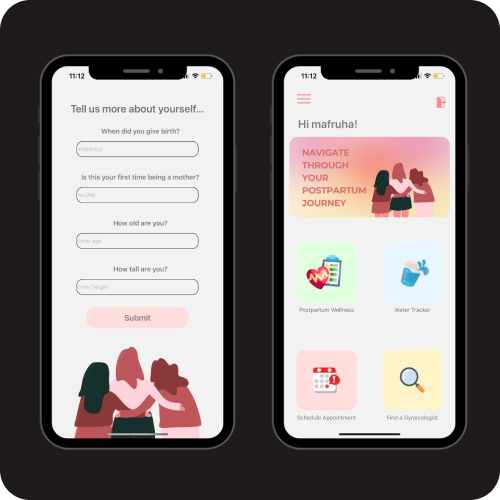 11:12
Tell us more about yourself...
When did you give birth?
mm/dd/yy
Is this your first time being a mother?
Yes/No
How old are you?
Enter age
How tall are you?
Enter height
Submit
11:12
Hi mafruha!
NAVIGATE
THROUGH
YOUR
POSTPARTUM
JOURNEY
Postpartum Wellness
Water Tracker
Schedule Appointment
Find a Gynecologist